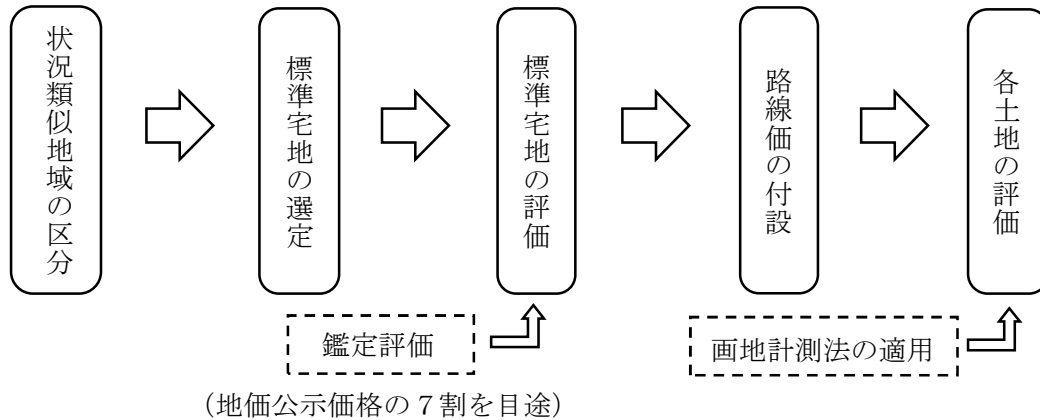 状況類似地域の区分
標準宅地の選定
標準宅地の評価
路線価の付設
各土地の評価
鑑定評価
画地計測法の適用
（地価公示価格の７割を目途）